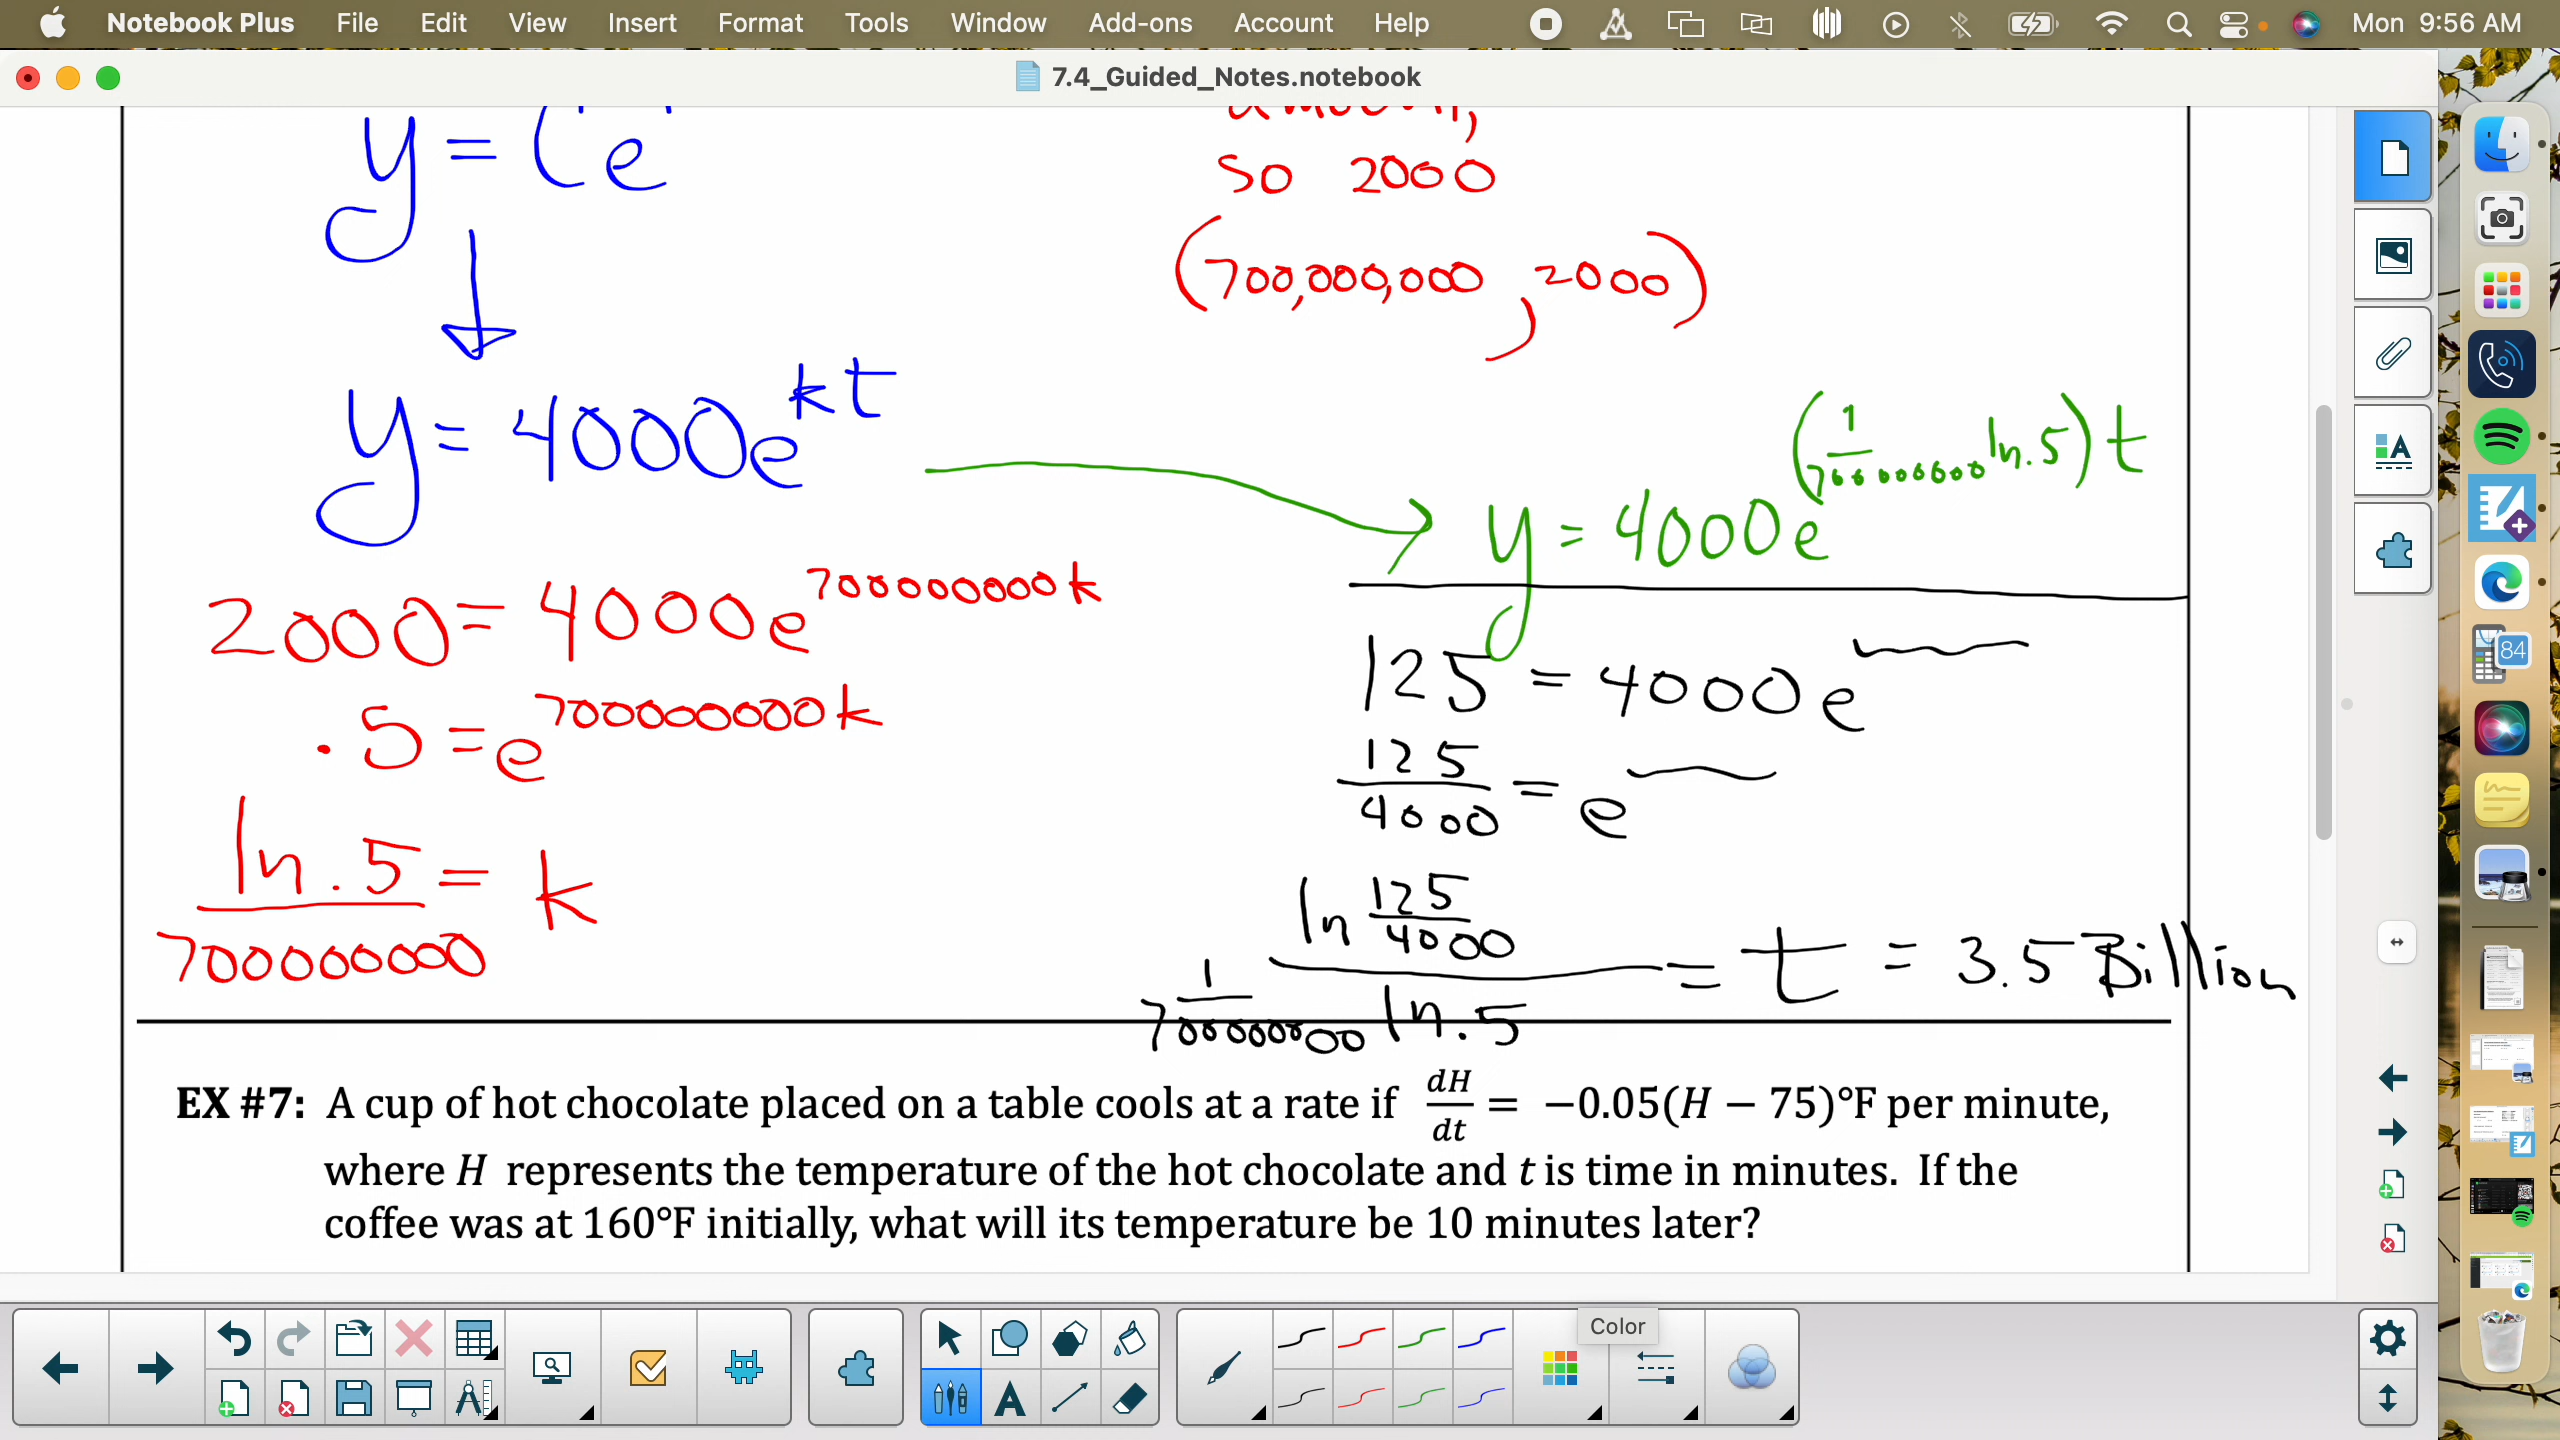 Notebook Plus File Edit View Insert Format Tools Window Add-ons Account Help Mon 9:56 AM
7.4_Guided_Notes.notebook
y = Ce
so 2000
(700,000,000 , 2000)
y = 4000e^kt
y = 4000e^(1/700000000 ln .5)t
2000 = 4000e^700000000k
125 = 4000e
.5 = e^700000000k
125/4000 = e
ln .5/700000000 = k
ln 125/4000 / 1/700000000 ln .5 = t = 3.5 Billion
EX #7: A cup of hot chocolate placed on a table cools at a rate if dH/dt = −0.05(H − 75)°F per minute,
where H represents the temperature of the hot chocolate and t is time in minutes. If the
coffee was at 160°F initially, what will its temperature be 10 minutes later?
Color
A
A
84